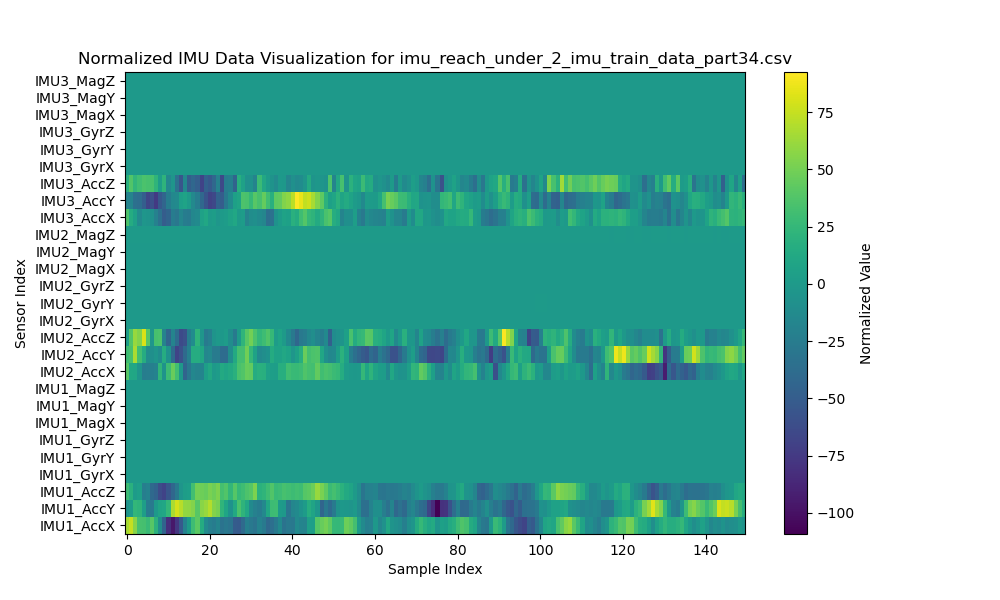 Normalized IMU Data Visualization for imu_reach_under_2_imu_train_data_part34.csv
IMU3_MagZ
IMU3_MagY
IMU3_MagX
IMU3_GyrZ
IMU3_GyrY
IMU3_GyrX
IMU3_AccZ
IMU3_AccY
IMU3_AccX
IMU2_MagZ
IMU2_MagY
IMU2_MagX
IMU2_GyrZ
IMU2_GyrY
IMU2_GyrX
IMU2_AccZ
IMU2_AccY
IMU2_AccX
IMU1_MagZ
IMU1_MagY
IMU1_MagX
IMU1_GyrZ
IMU1_GyrY
IMU1_GyrX
IMU1_AccZ
IMU1_AccY
IMU1_AccX
Sensor Index
0 20 40 60 80 100 120 140
Sample Index
75
50
25
0
−25
−50
−75
−100
Normalized Value